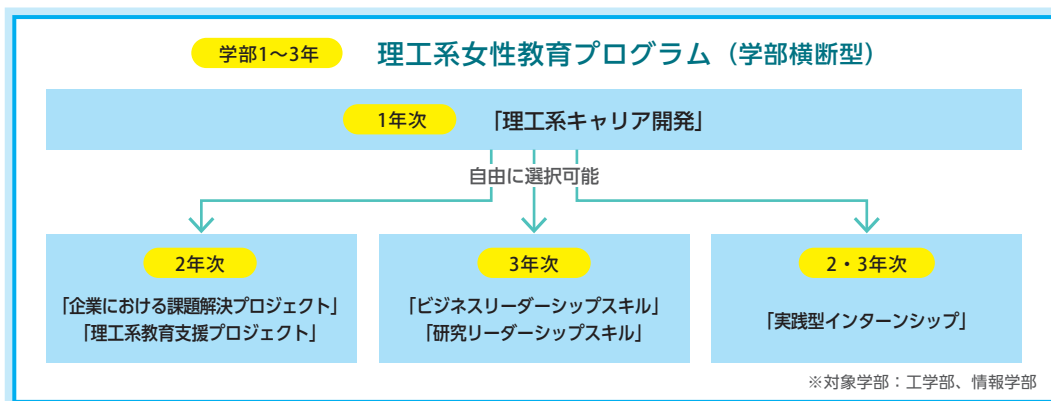 学部1～3年 理工系女性教育プログラム（学部横断型）
1年次 「理工系キャリア開発」
自由に選択可能
2年次
「企業における課題解決プロジェクト」
「理工系教育支援プロジェクト」
3年次
「ビジネスリーダーシップスキル」
「研究リーダーシップスキル」
2・3年次
「実践型インターンシップ」
※対象学部：工学部、情報学部